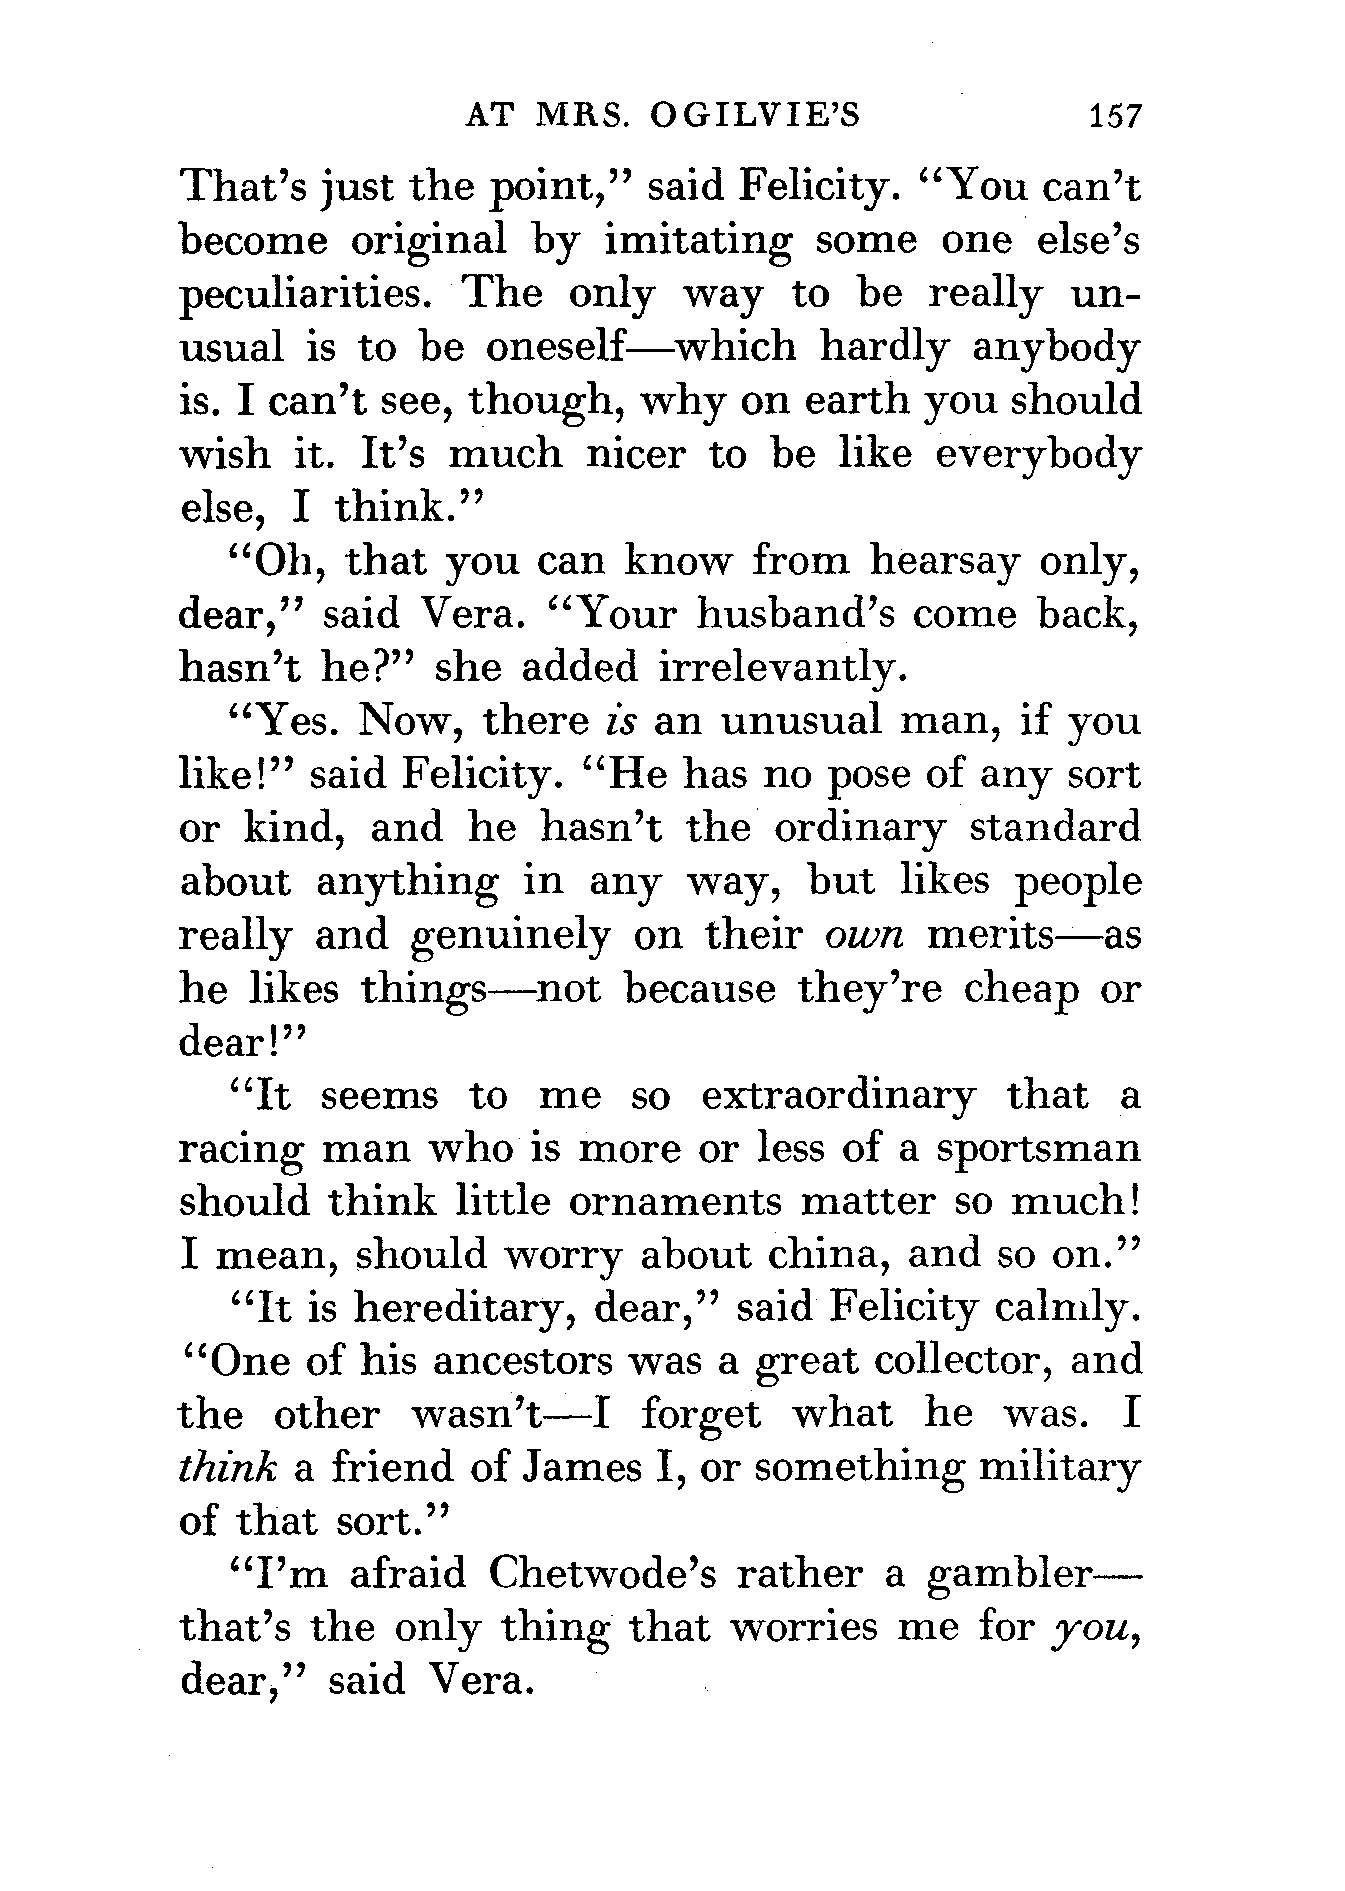 AT MRS. OGILVIE'S 157
That's just the point,” said Felicity. “You can't
become original by imitating some one else's
peculiarities. The only way to be really un-
usual is to be oneself—which hardly anybody
is. I can't see, though, why on earth you should
wish it. It's much nicer to be like everybody
else, I think.”
“Oh, that you can know from hearsay only,
dear,” said Vera. “Your husband's come back,
hasn't he?” she added irrelevantly.
“Yes. Now, there is an unusual man, if you
like!” said Felicity. “He has no pose of any sort
or kind, and he hasn't the ordinary standard
about anything in any way, but likes people
really and genuinely on their own merits—as
he likes things—not because they're cheap or
dear!”
“It seems to me so extraordinary that a
racing man who is more or less of a sportsman
should think little ornaments matter so much!
I mean, should worry about china, and so on.”
“It is hereditary, dear,” said Felicity calmly.
“One of his ancestors was a great collector, and
the other wasn't—I forget what he was. I
think a friend of James I, or something military
of that sort.”
“I'm afraid Chetwode's rather a gambler—
that's the only thing that worries me for you,
dear,” said Vera.